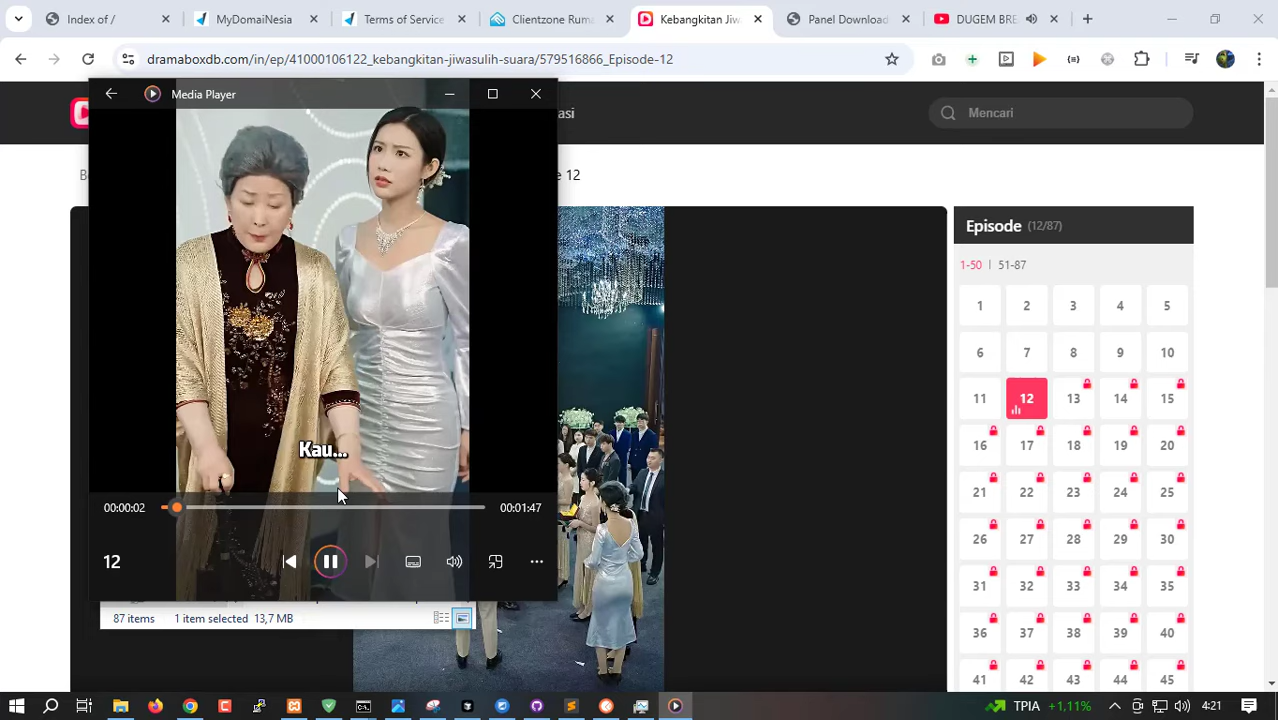 Index of /
MyDomaiNesia
Terms of Service
Clientzone Ruma
Kebangkitan Jiw
Panel Download
DUGEM BRE
dramaboxdb.com/in/ep/41000106122_kebangkitan-jiwasulih-suara/579516866_Episode-12
Media Player
asi
Mencari
B
e 12
Kau...
00:00:02
00:01:47
12
87 items
1 item selected 13,7 MB
Episode (12/87)
1-50 | 51-87
1 2 3 4 5
6 7 8 9 10
11 12 13 14 15
16 17 18 19 20
21 22 23 24 25
26 27 28 29 30
31 32 33 34 35
36 37 38 39 40
41 42 43 44 45
TPIA +1,11% 4:21